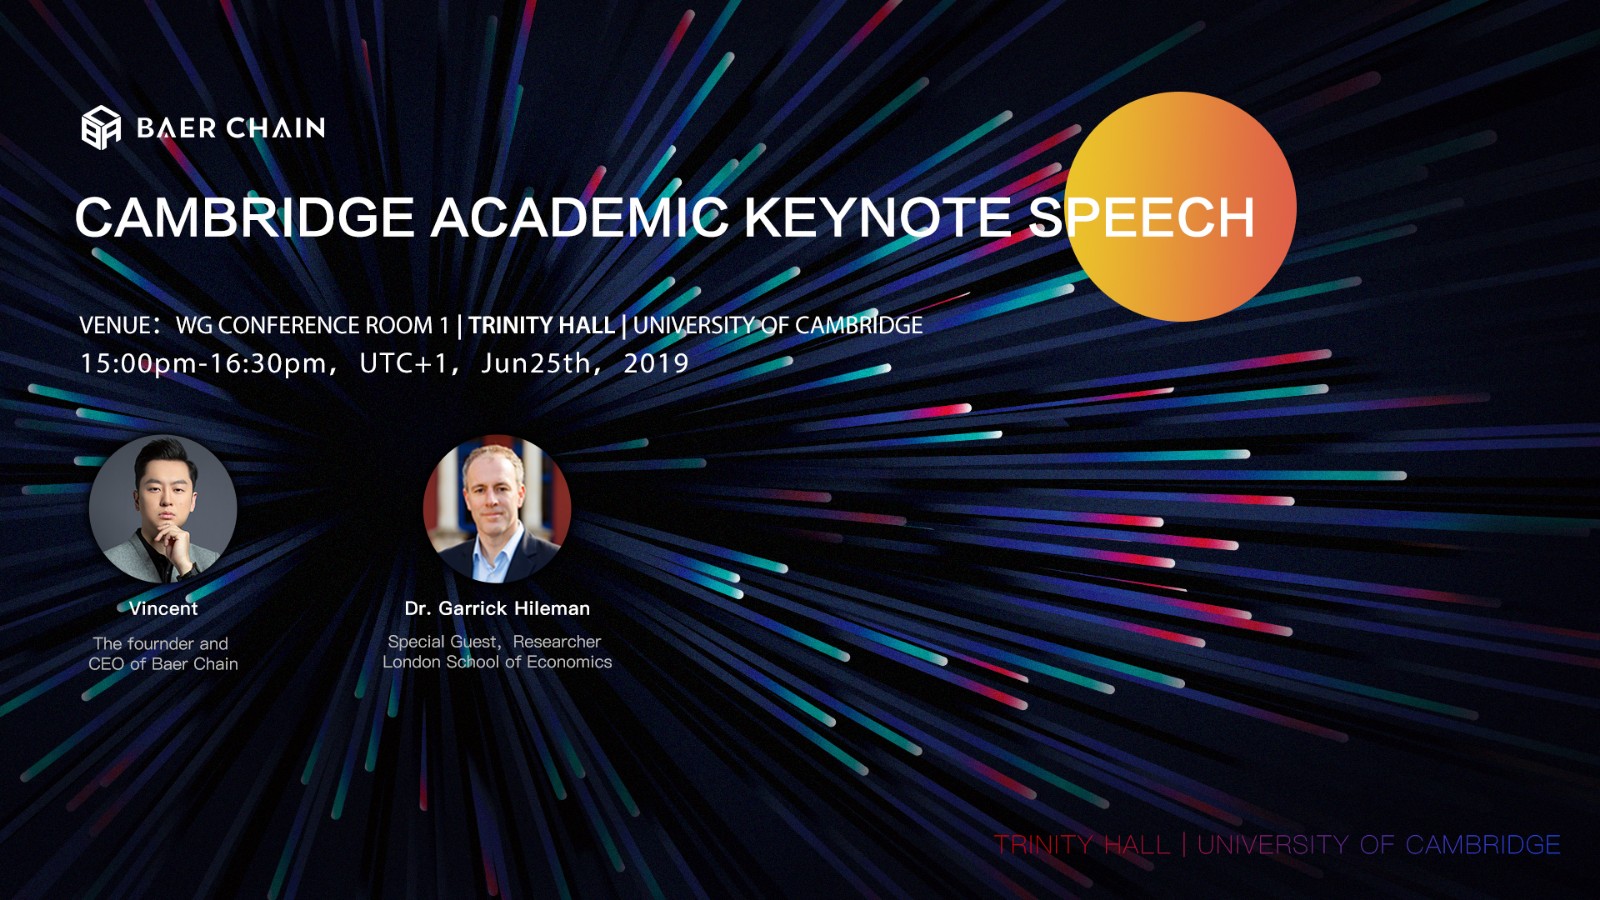 BAER CHAIN
CAMBRIDGE ACADEMIC KEYNOTE SPEECH
VENUE：WG CONFERENCE ROOM 1 | TRINITY HALL | UNIVERSITY OF CAMBRIDGE
15:00pm-16:30pm，UTC+1，Jun25th，2019
Vincent
The fournder and
CEO of Baer Chain
Dr. Garrick Hileman
Special Guest，Researcher
London School of Economics
TRINITY HALL | UNIVERSITY OF CAMBRIDGE